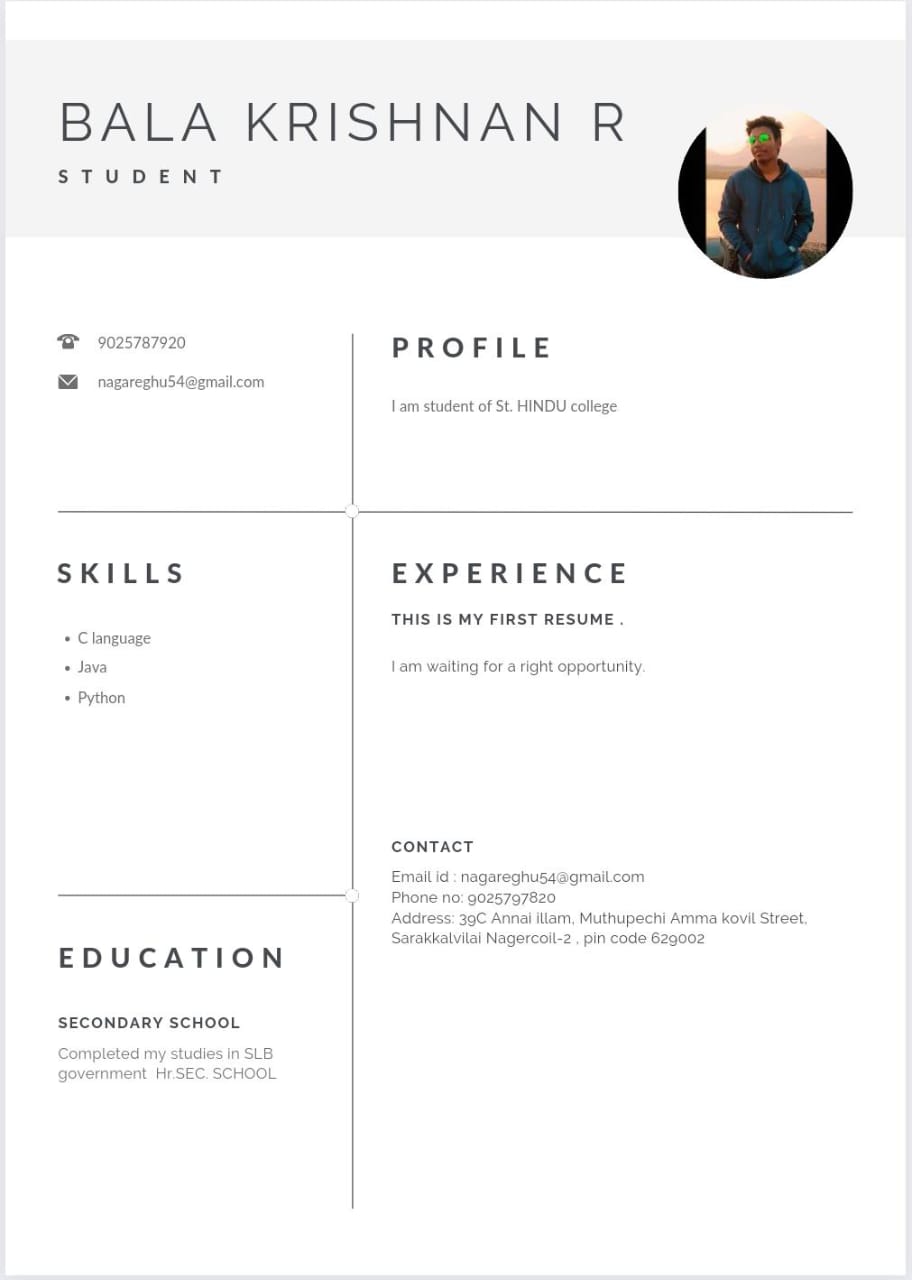 BALA KRISHNAN R
STUDENT
9025787920
nagareghu54@gmail.com
PROFILE
I am student of St. HINDU college
SKILLS
• C language
• Java
• Python
EXPERIENCE
THIS IS MY FIRST RESUME .
I am waiting for a right opportunity.
CONTACT
Email id : nagareghu54@gmail.com
Phone no: 9025797820
Address: 39C Annai illam, Muthupechi Amma kovil Street,
Sarakkalvilai Nagercoil-2 , pin code 629002
EDUCATION
SECONDARY SCHOOL
Completed my studies in SLB
government  Hr.SEC. SCHOOL